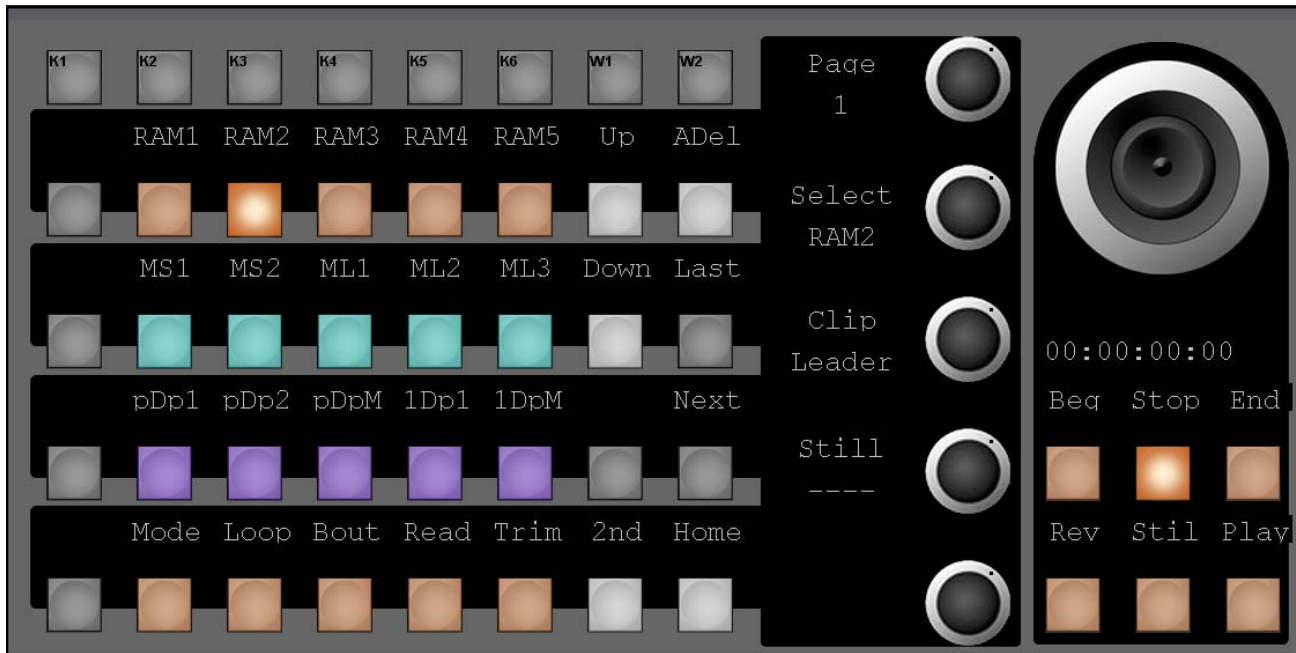 K1 K2 K3 K4 K5 K6 W1 W2
RAM1 RAM2 RAM3 RAM4 RAM5 Up ADel
MS1 MS2 ML1 ML2 ML3 Down Last
pDp1 pDp2 pDpM 1Dp1 1DpM Next
Mode Loop Bout Read Trim 2nd Home
Page
1
Select
RAM2
Clip
Leader
Still
----
00:00:00:00
Beg Stop End
Rev Stil Play